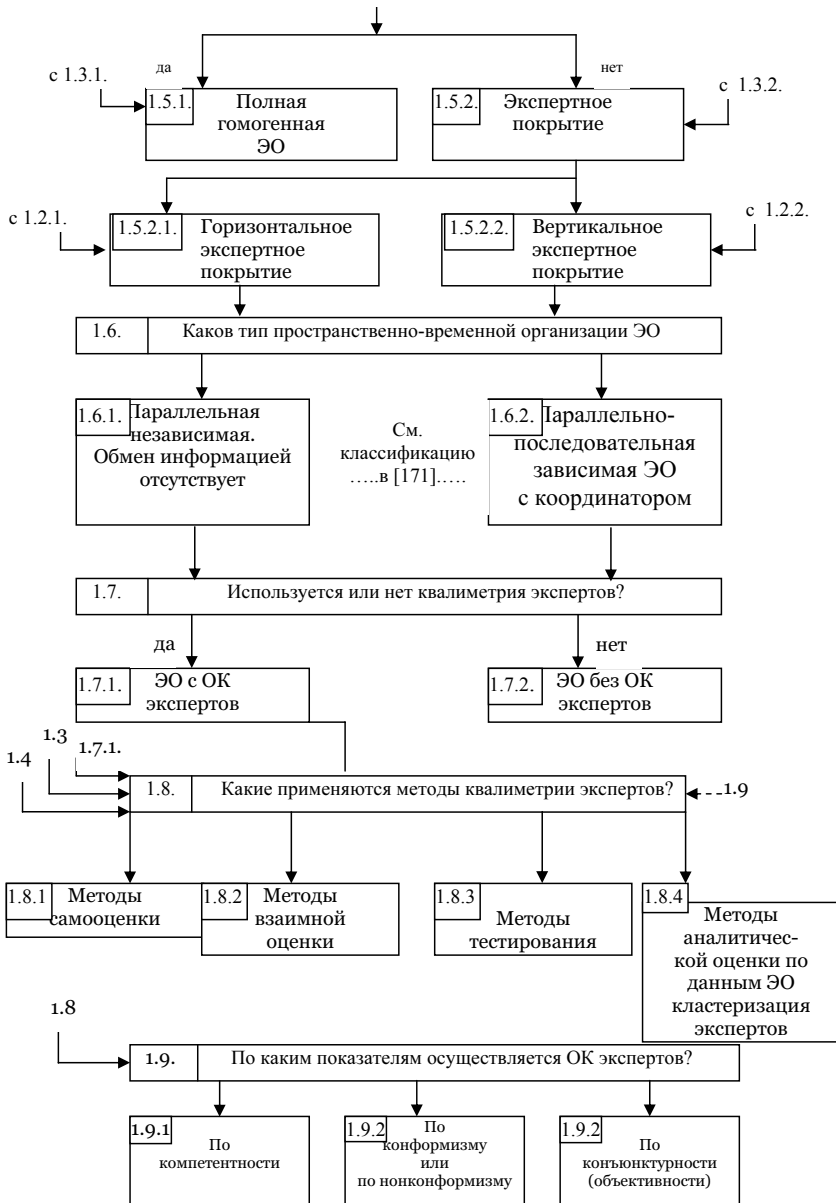 да
нет
с 1.3.1.
с 1.3.2.
1.5.1.
Полная
гомогенная
ЭО
1.5.2.
Экспертное
покрытие
с 1.2.1.
с 1.2.2.
1.5.2.1.
Горизонтальное
экспертное
покрытие
1.5.2.2.
Вертикальное
экспертное
покрытие
1.6.
Каков тип пространственно-временной организации ЭО
1.6.1.
Параллельная
независимая.
Обмен информацией
отсутствует
См.
классификацию
…..в [171].….
1.6.2.
Параллельно-
последовательная
зависимая ЭО
с координатором
1.7.
Используется или нет квалиметрия экспертов?
да
нет
1.7.1.
ЭО с ОК
экспертов
1.7.2.
ЭО без ОК
экспертов
1.3
1.7.1.
1.4
1.8.
Какие применяются методы квалиметрии экспертов?
1.9
1.8.1
Методы
самооценки
1.8.2
Методы
взаимной
оценки
1.8.3
Методы
тестирования
1.8.4
Методы
аналитичес-
кой оценки по
данным ЭО
кластеризация
экспертов
1.8
1.9.
По каким показателям осуществляется ОК экспертов?
1.9.1
По
компетентности
1.9.2
По
конформизму
или
по нонконформизму
1.9.2
По
конъюнктурности
(объективности)